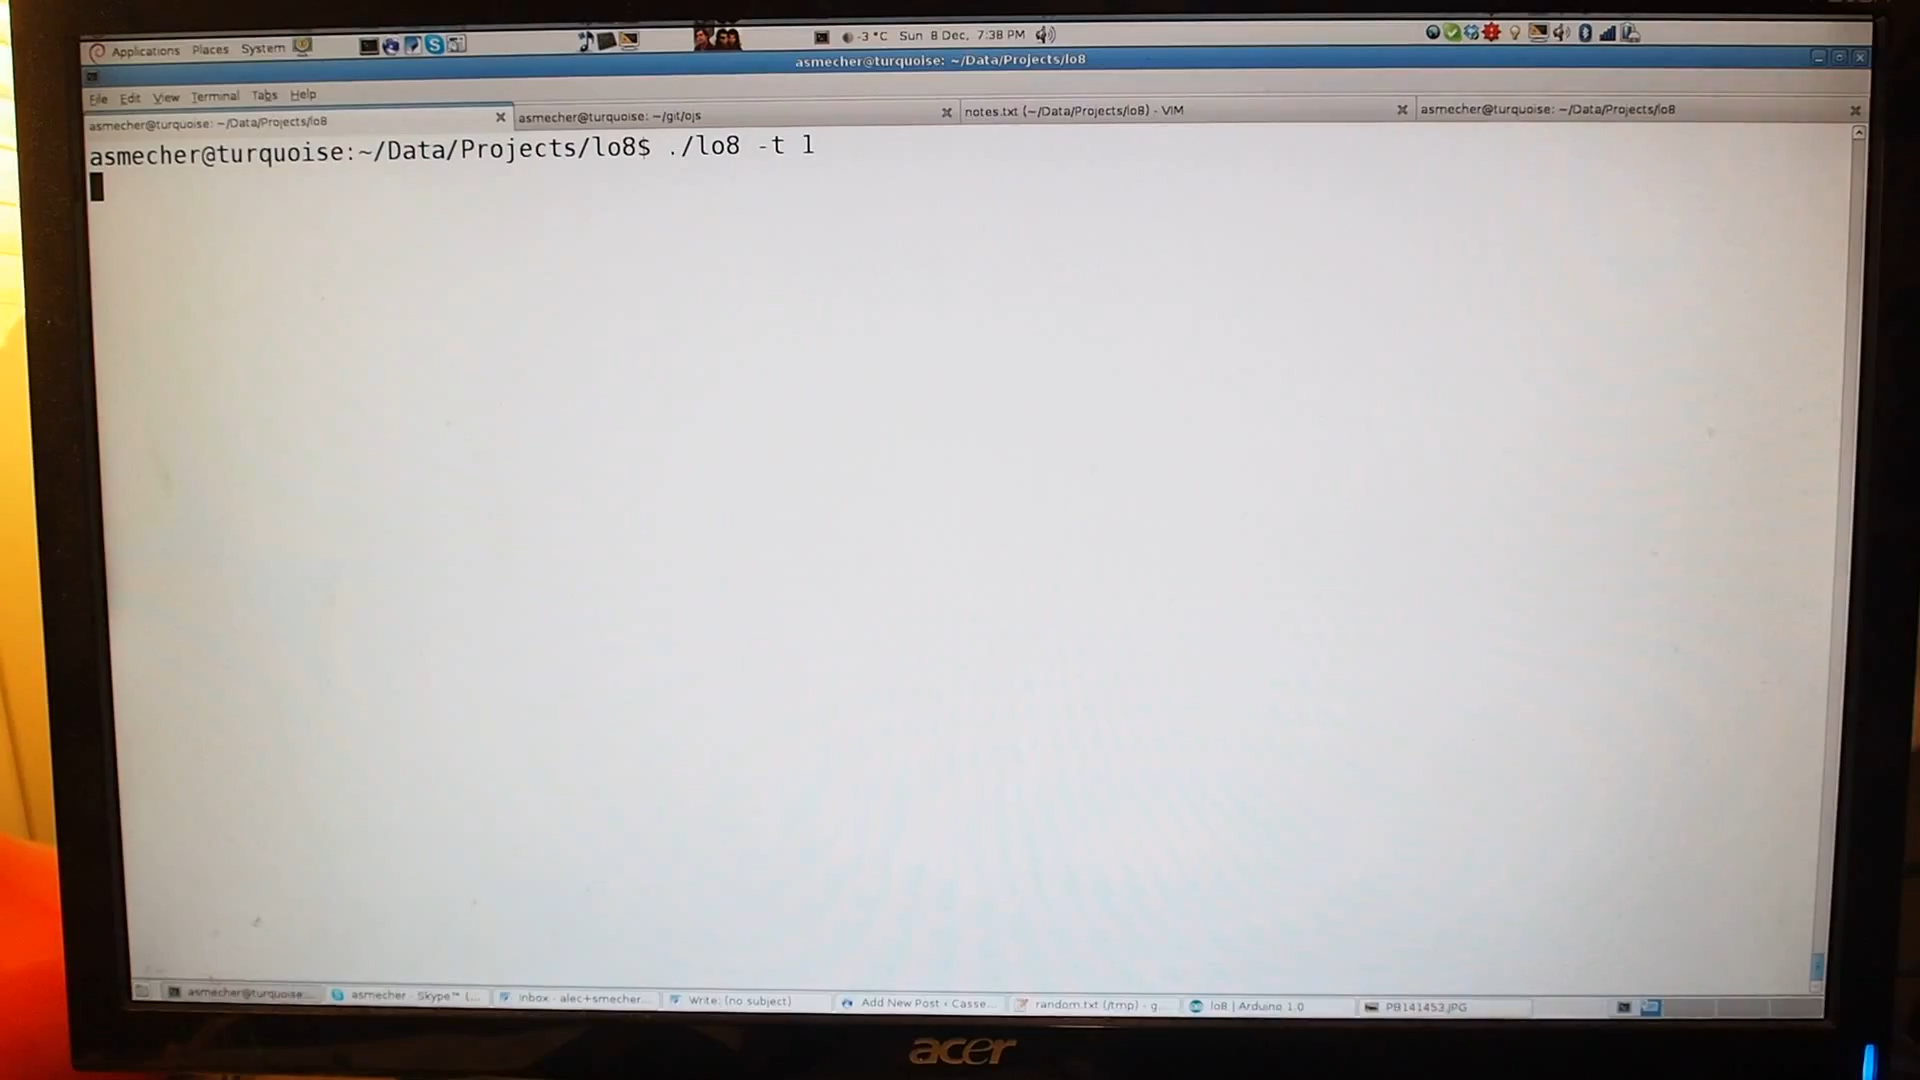 Applications Places System
-3 °C Sun 8 Dec, 7:38 PM
asmecher@turquoise: ~/Data/Projects/lo8
File Edit View Terminal Tabs Help
asmecher@turquoise: ~/Data/Projects/lo8
asmecher@turquoise: ~/git/ojs
notes.txt (~/Data/Projects/lo8) - VIM
asmecher@turquoise: ~/Data/Projects/lo8
asmecher@turquoise:~/Data/Projects/lo8$ ./lo8 -t 1
asmecher@turquoise:...
asmecher - Skype™ (...
Inbox - alec+smecher...
Write: (no subject)
Add New Post ‹ Casse...
random.txt (/tmp) - g...
lo8 | Arduino 1.0
PB141453.JPG
acer